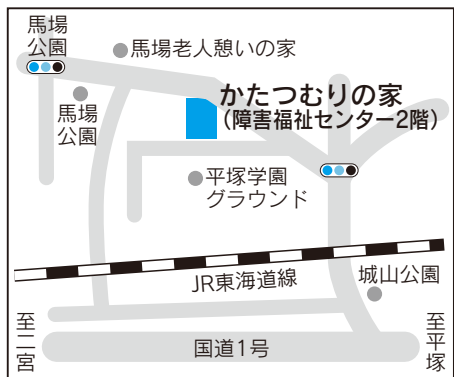 馬場
公園
馬場老人憩いの家
馬場
公園
かたつむりの家
（障害福祉センター2階）
平塚学園
グラウンド
JR東海道線
城山公園
至二宮
国道1号
至平塚